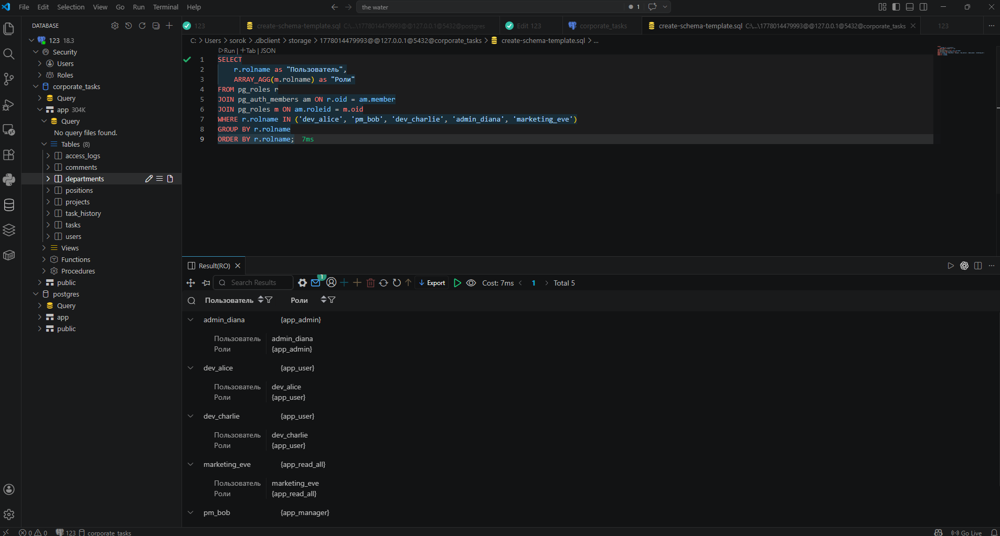 File Edit Selection View Go Run Terminal Help
the water
1
DATABASE
123 18.3
Security
Users
Roles
corporate_tasks
Query
app 304K
Query
No query files found.
Tables (8)
access_logs
comments
departments
positions
projects
task_history
tasks
users
Views
Functions
Procedures
public
postgres
Query
app
public
123
create-schema-template.sql C:\...\1778014479993@@127.0.0.1@5432@postgres
Edit 123
corporate_tasks
create-schema-template.sql C:\...\1778014479993@@127.0.0.1@5432@corporate_tasks
123
C: > Users > sorok > .dbclient > storage > 1778014479993@@127.0.0.1@5432@corporate_tasks > create-schema-template.sql > ...
Run | +Tab | JSON
1 SELECT
2 r.rolname as "Пользователь",
3 ARRAY_AGG(m.rolname) as "Роли"
4 FROM pg_roles r
5 JOIN pg_auth_members am ON r.oid = am.member
6 JOIN pg_roles m ON am.roleid = m.oid
7 WHERE r.rolname IN ('dev_alice', 'pm_bob', 'dev_charlie', 'admin_diana', 'marketing_eve')
8 GROUP BY r.rolname
9 ORDER BY r.rolname; 7ms
Result(RO)
Search Results
1
Export
Cost: 7ms < 1 > Total 5
Пользователь Роли
admin_diana {app_admin}
Пользователь admin_diana
Роли {app_admin}
dev_alice {app_user}
Пользователь dev_alice
Роли {app_user}
dev_charlie {app_user}
Пользователь dev_charlie
Роли {app_user}
marketing_eve {app_read_all}
Пользователь marketing_eve
Роли {app_read_all}
pm_bob {app_manager}
0 0 123 corporate_tasks
Go Live